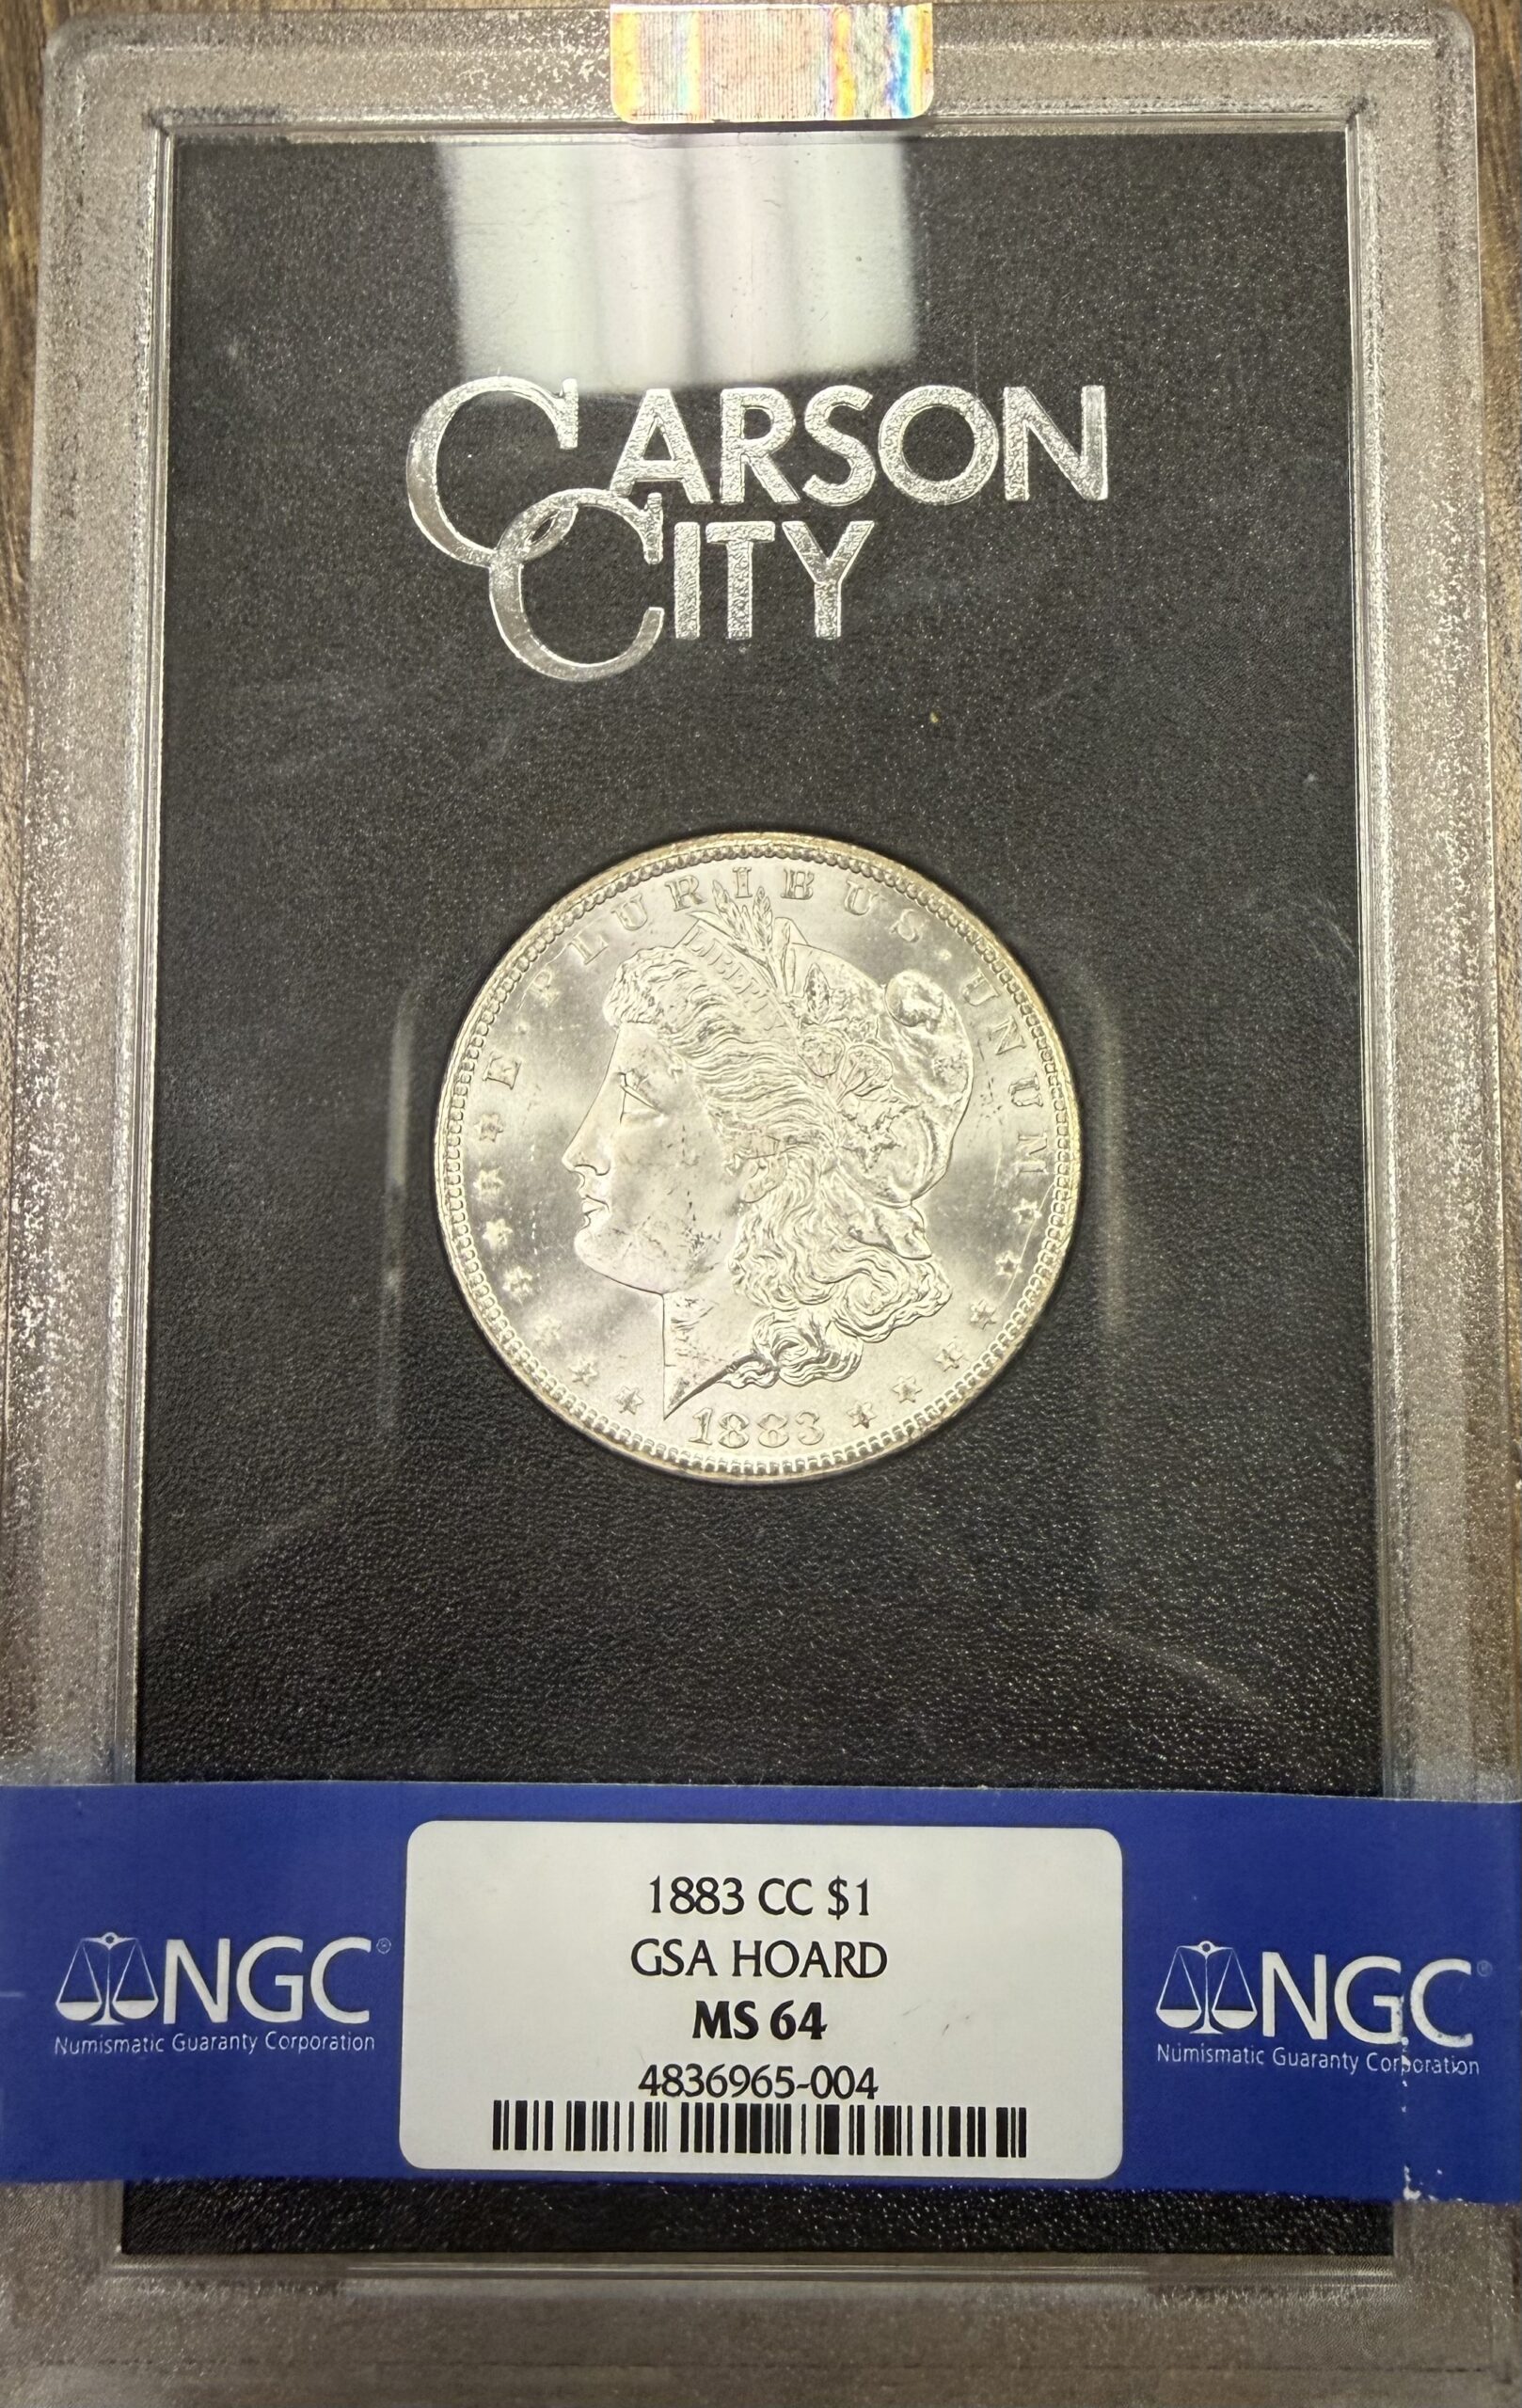 CARSON
CITY
E · PLURIBUS · UNUM
1883
NGC®
Numismatic Guaranty Corporation
1883 CC $1
GSA HOARD
MS 64
4836965-004
NGC®
Numismatic Guaranty Corporation